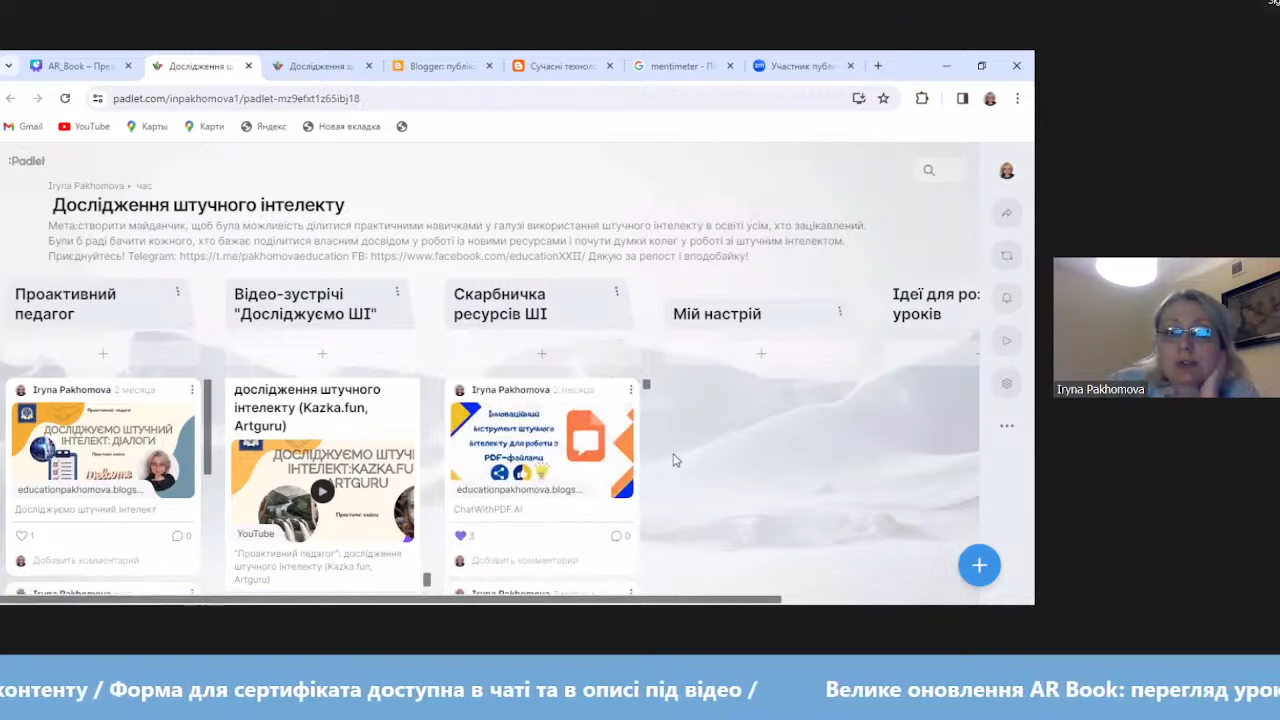 AR_Book – През
Дослідження ш
Дослідження ш
Blogger: публік
Сучасні технол
mentimeter - По
Участник публ
padlet.com/inpakhomova1/padlet-mz9efxt1z65ibj18
Gmail
YouTube
Карты
Карти
Яндекс
Новая вкладка
:Padlet
Iryna Pakhomova • час
Дослідження штучного інтелекту
Мета:створити майданчик, щоб була можливість ділитися практичними навичками у галузі використання штучного інтелекту в освіті усім, хто зацікавлений.
Були б раді бачити кожного, хто бажає поділитися власним досвідом у роботі із новими ресурсами і почути думки колег у роботі зі штучним інтелектом.
Приєднуйтесь! Telegram: https://t.me/pakhomovaeducation FB: https://www.facebook.com/educationXXII/ Дякую за репост І вподобайку!
Проактивний
педагог
Відео-зустрічі
"Досліджуємо ШІ"
Скарбничка
ресурсів ШІ
Мій настрій
Ідеї для роз
уроків
Iryna Pakhomova 2 месяца
ДОСЛІДЖУЄМО ШТУЧНИЙ
ІНТЕЛЕКТ: ДІАЛОГИ
educationpakhomova.blogs...
Досліджуємо штучний інтелект
1
0
Добавить комментарий
дослідження штучного
інтелекту (Kazka.fun,
Artguru)
ДОСЛІДЖУЄМО ШТУЧ
ІНТЕЛЕКТ:KAZKA.FU
ARTGURU
YouTube
"Проактивний педагог": дослідження
штучного інтелекту (Kazka.fun,
Artguru)
Iryna Pakhomova 2 месяца
Інноваційний
інструмент штучного
інтелекту для роботи з
PDF-файлами
educationpakhomova.blogs...
ChatWithPDF.AI
3
0
Добавить комментарий
Iryna Pakhomova
контенту / Форма для сертифіката доступна в чаті та в описі під відео /
Велике оновлення AR Book: перегляд урок